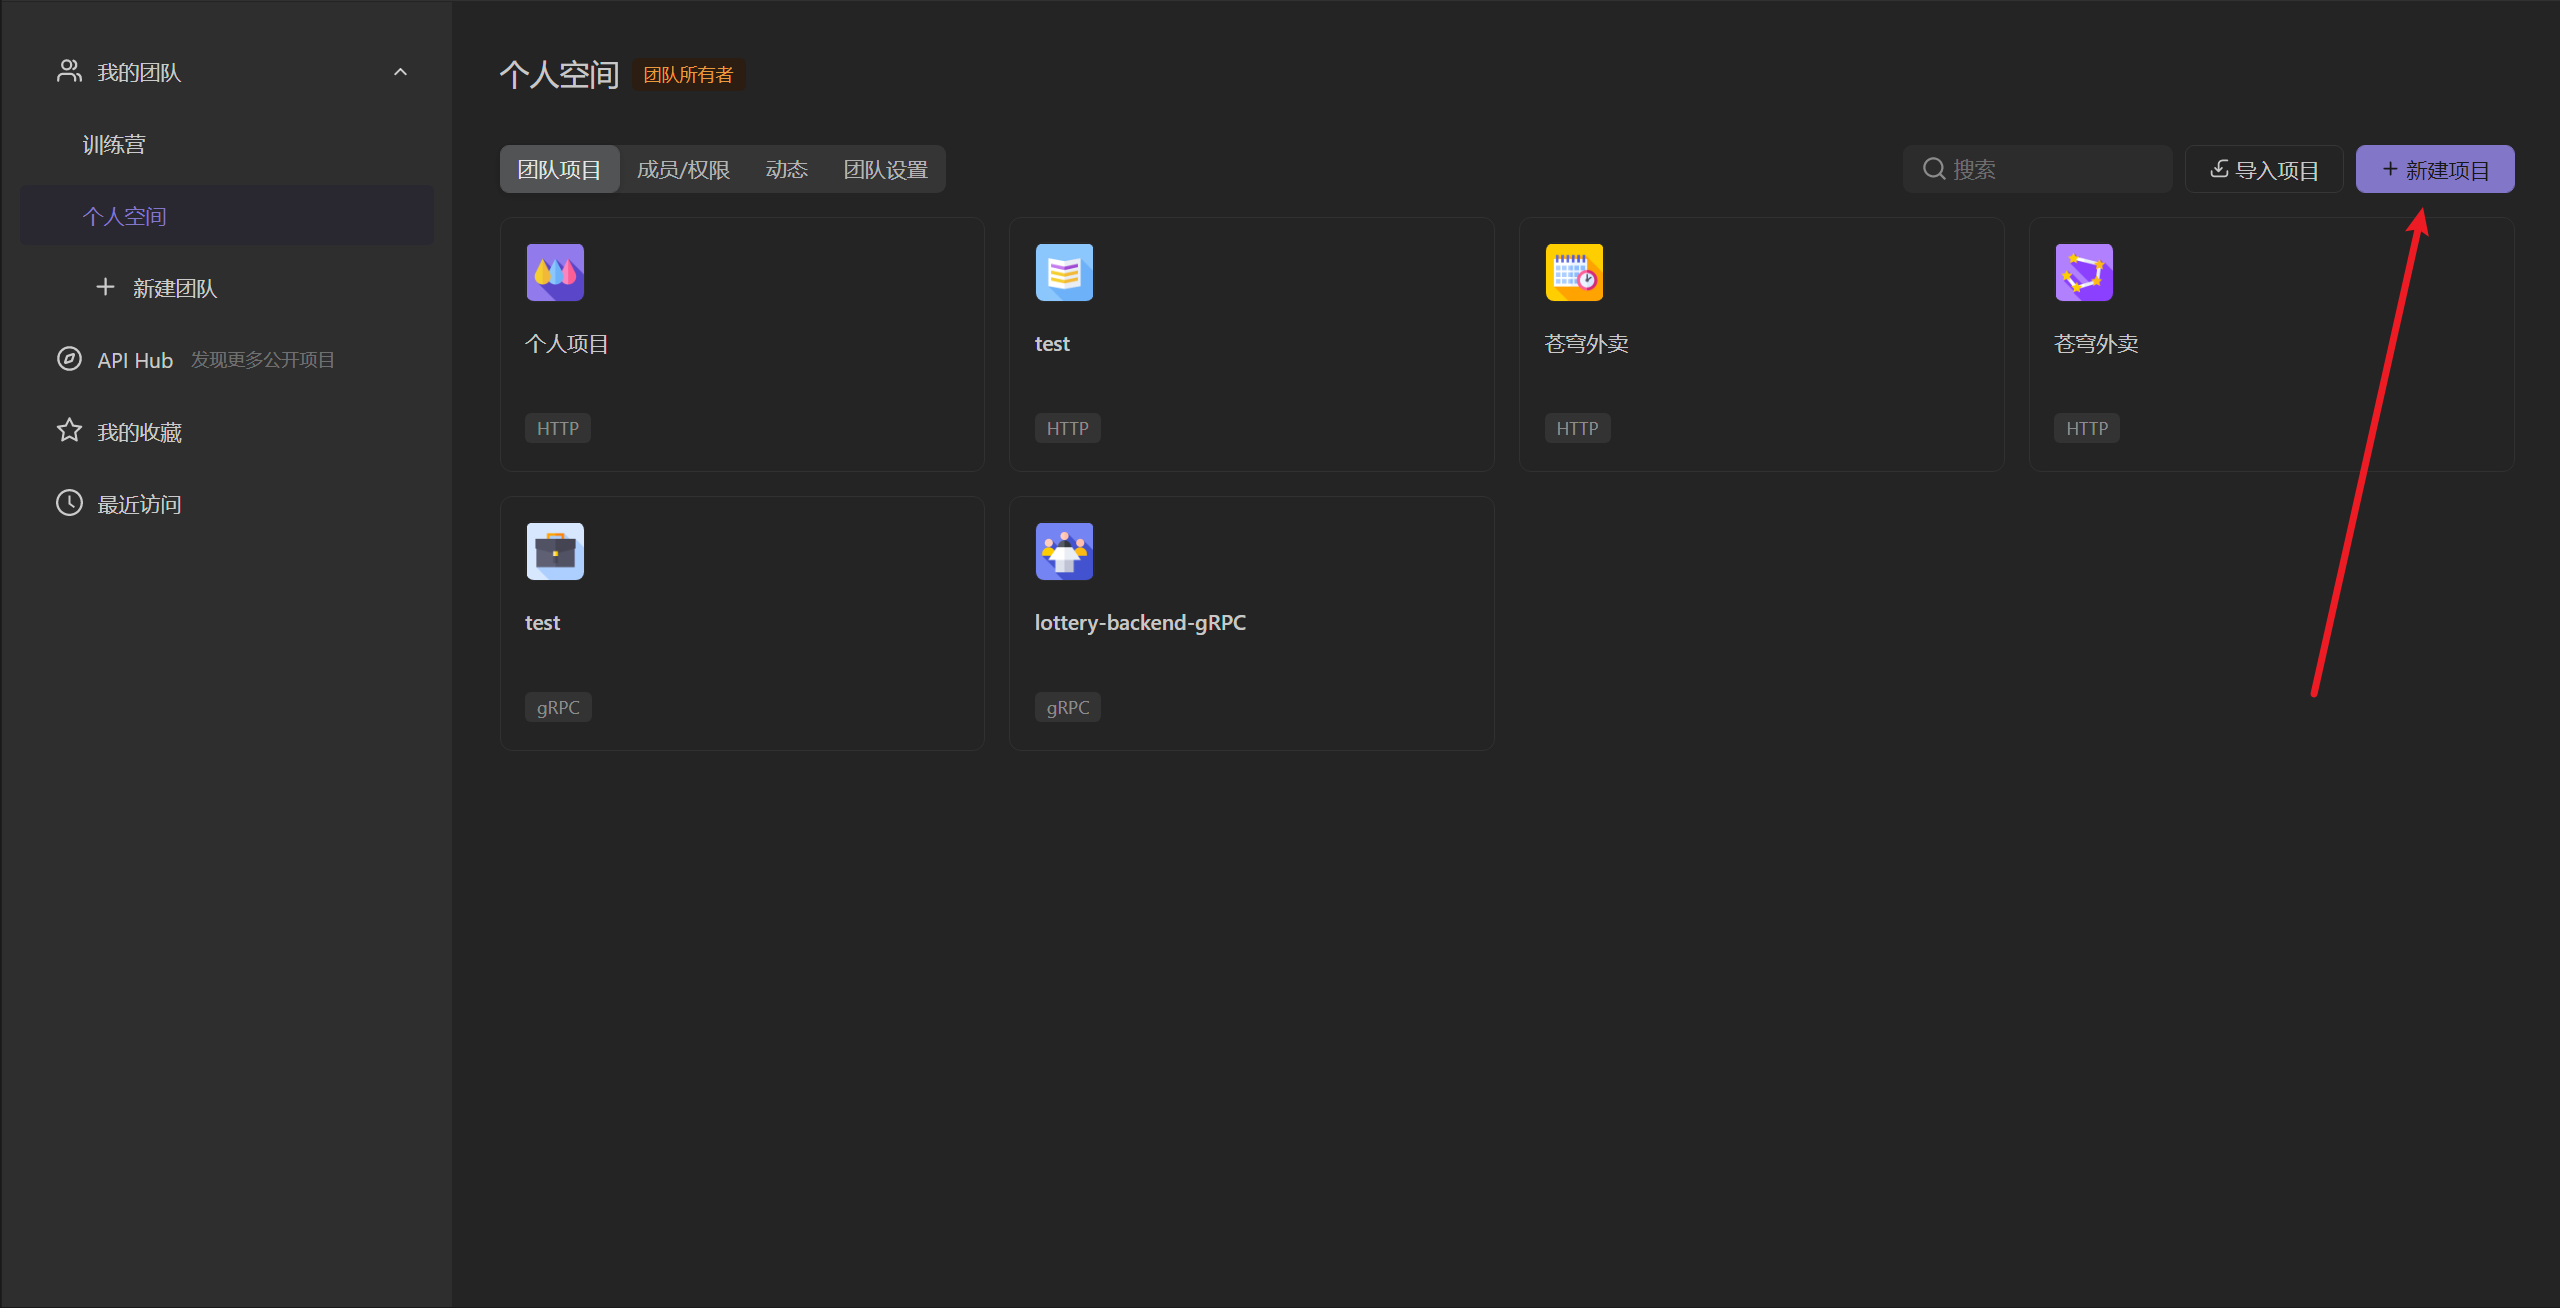 我的团队
训练营
个人空间
新建团队
API Hub 发现更多公开项目
我的收藏
最近访问
个人空间 团队所有者
团队项目 成员/权限 动态 团队设置
搜索 导入项目 + 新建项目
个人项目
HTTP
test
HTTP
苍穹外卖
HTTP
苍穹外卖
HTTP
test
gRPC
lottery-backend-gRPC
gRPC